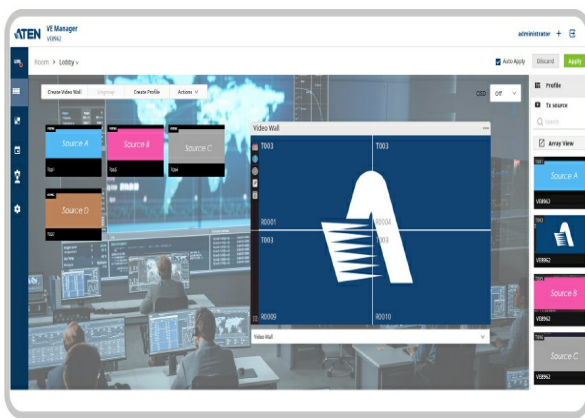 ATEN
VE Manager
VE8962
administrator
Room > Lobby
Auto Apply
Discard
Apply
Create Video Wall
Ungroup
Create Profile
Actions
OSD
Off
Profile
Tx source
Search
Array View
Source A
Source B
Source C
Source D
Video Wall
T003
T003
R0001
R0004
T003
T003
R0009
R0010
Video Wall
Source A
VE8962
VE8962
Source B
VE8962
Source C
VE8962